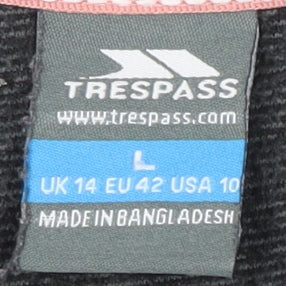 TRESPASS
www.trespass.com
L
UK 14 EU 42 USA 10
MADE IN BANGLADESH